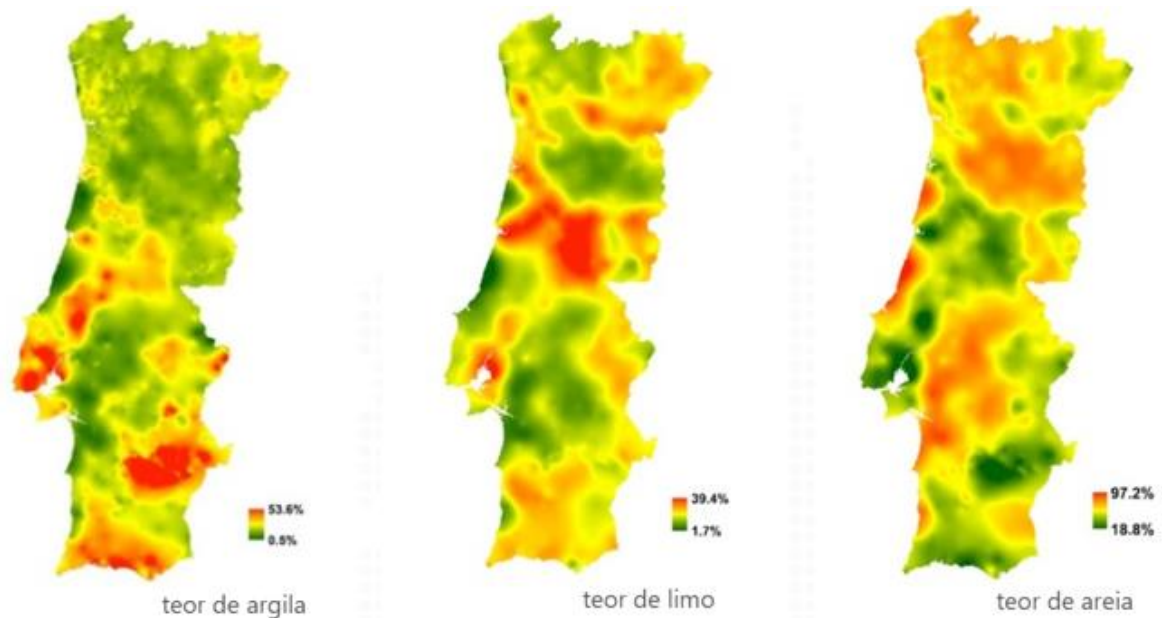 53.6%
0.5%
teor de argila
39.4%
1.7%
teor de limo
97.2%
18.8%
teor de areia